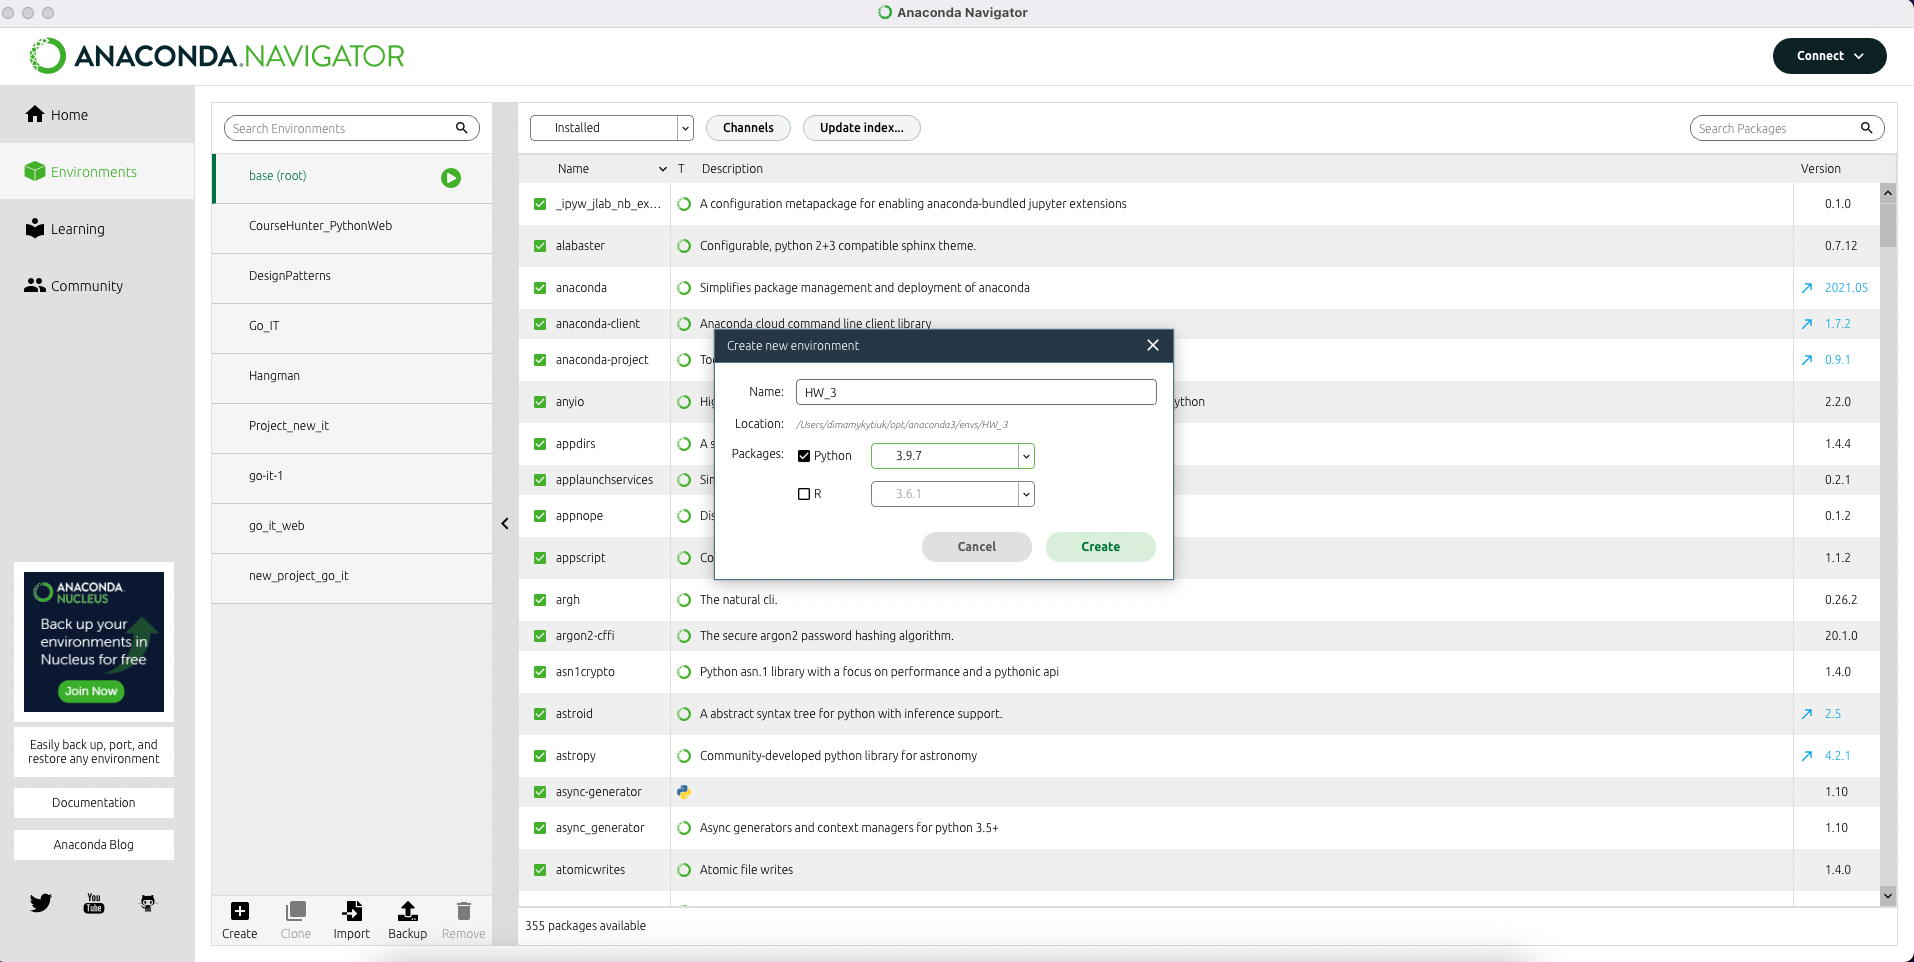 Anaconda Navigator
ANACONDA.NAVIGATOR
Connect
Home
Environments
Learning
Community
ANACONDA.
NUCLEUS
Back up your
environments in
Nucleus for free
Join Now
Easily back up, port, and
restore any environment
Documentation
Anaconda Blog
You
Tube
Search Environments
base (root)
CourseHunter_PythonWeb
DesignPatterns
Go_IT
Hangman
Project_new_it
go-it-1
go_it_web
new_project_go_it
Create Clone Import Backup Remove
Installed Channels Update index... Search Packages
Name T Description Version
_ipyw_jlab_nb_ex... A configuration metapackage for enabling anaconda-bundled jupyter extensions 0.1.0
alabaster Configurable, python 2+3 compatible sphinx theme. 0.7.12
anaconda Simplifies package management and deployment of anaconda 2021.05
anaconda-client Anaconda cloud command line client library 1.7.2
anaconda-project 0.9.1
anyio ython 2.2.0
appdirs A s 1.4.4
applaunchservices 0.2.1
appnope 0.1.2
appscript 1.1.2
argh The natural cli. 0.26.2
argon2-cffi The secure argon2 password hashing algorithm. 20.1.0
asn1crypto Python asn.1 library with a focus on performance and a pythonic api 1.4.0
astroid A abstract syntax tree for python with inference support. 2.5
astropy Community-developed python library for astronomy 4.2.1
async-generator 1.10
async_generator Async generators and context managers for python 3.5+ 1.10
atomicwrites Atomic file writes 1.4.0
355 packages available
Create new environment
Name: HW_3
Location: /Users/dimamykytiuk/opt/anaconda3/envs/HW_3
Packages: Python 3.9.7
R 3.6.1
Cancel Create